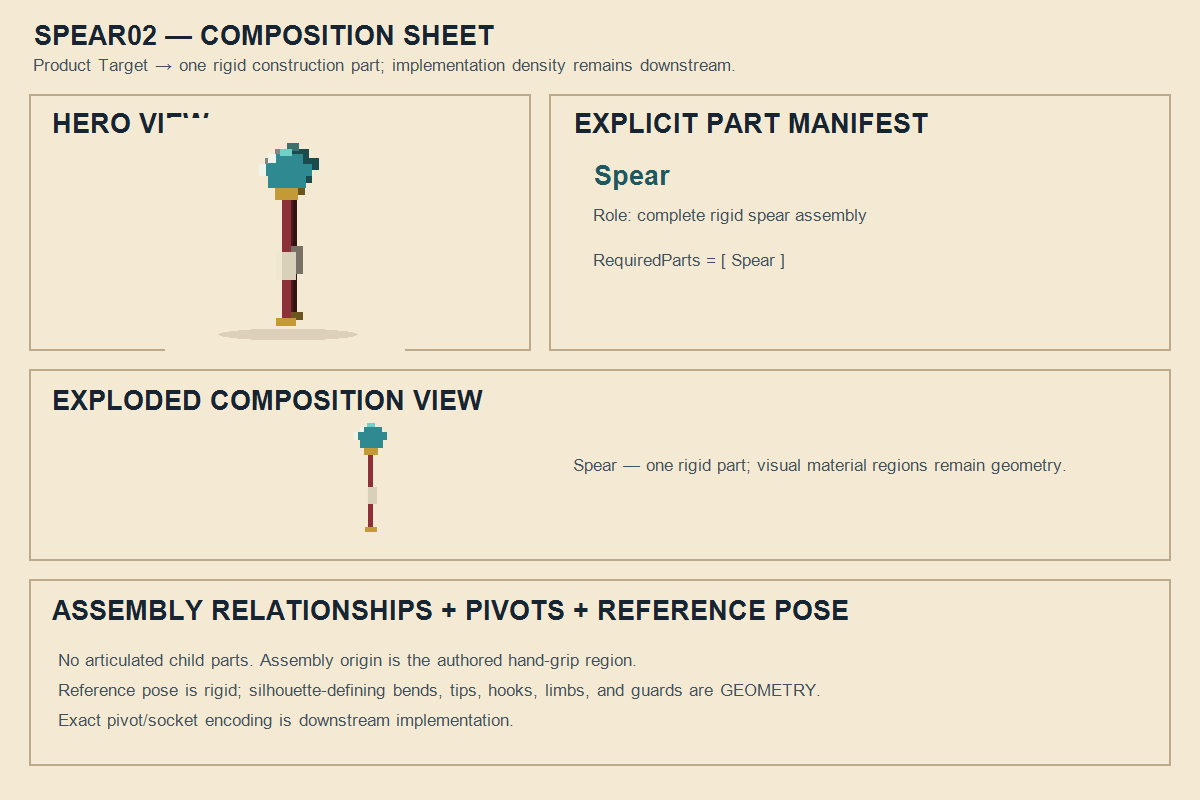 SPEAR02 — COMPOSITION SHEET
Product Target → one rigid construction part; implementation density remains downstream.
HERO VIEW
EXPLICIT PART MANIFEST
Spear
Role: complete rigid spear assembly
RequiredParts = [ Spear ]
EXPLODED COMPOSITION VIEW
Spear — one rigid part; visual material regions remain geometry.
ASSEMBLY RELATIONSHIPS + PIVOTS + REFERENCE POSE
No articulated child parts. Assembly origin is the authored hand-grip region.
Reference pose is rigid; silhouette-defining bends, tips, hooks, limbs, and guards are GEOMETRY.
Exact pivot/socket encoding is downstream implementation.